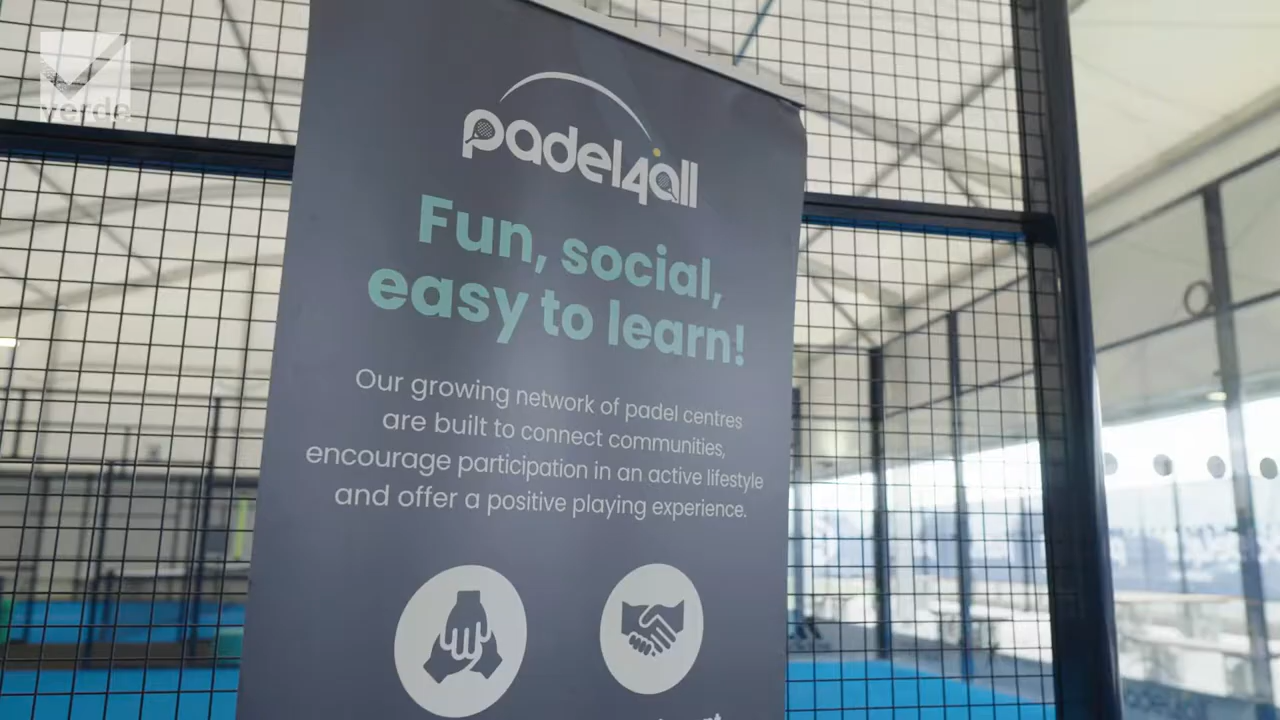 verde
padel4all
Fun, social,
easy to learn!
Our growing network of padel centres
are built to connect communities,
encourage participation in an active lifestyle
and offer a positive playing experience.